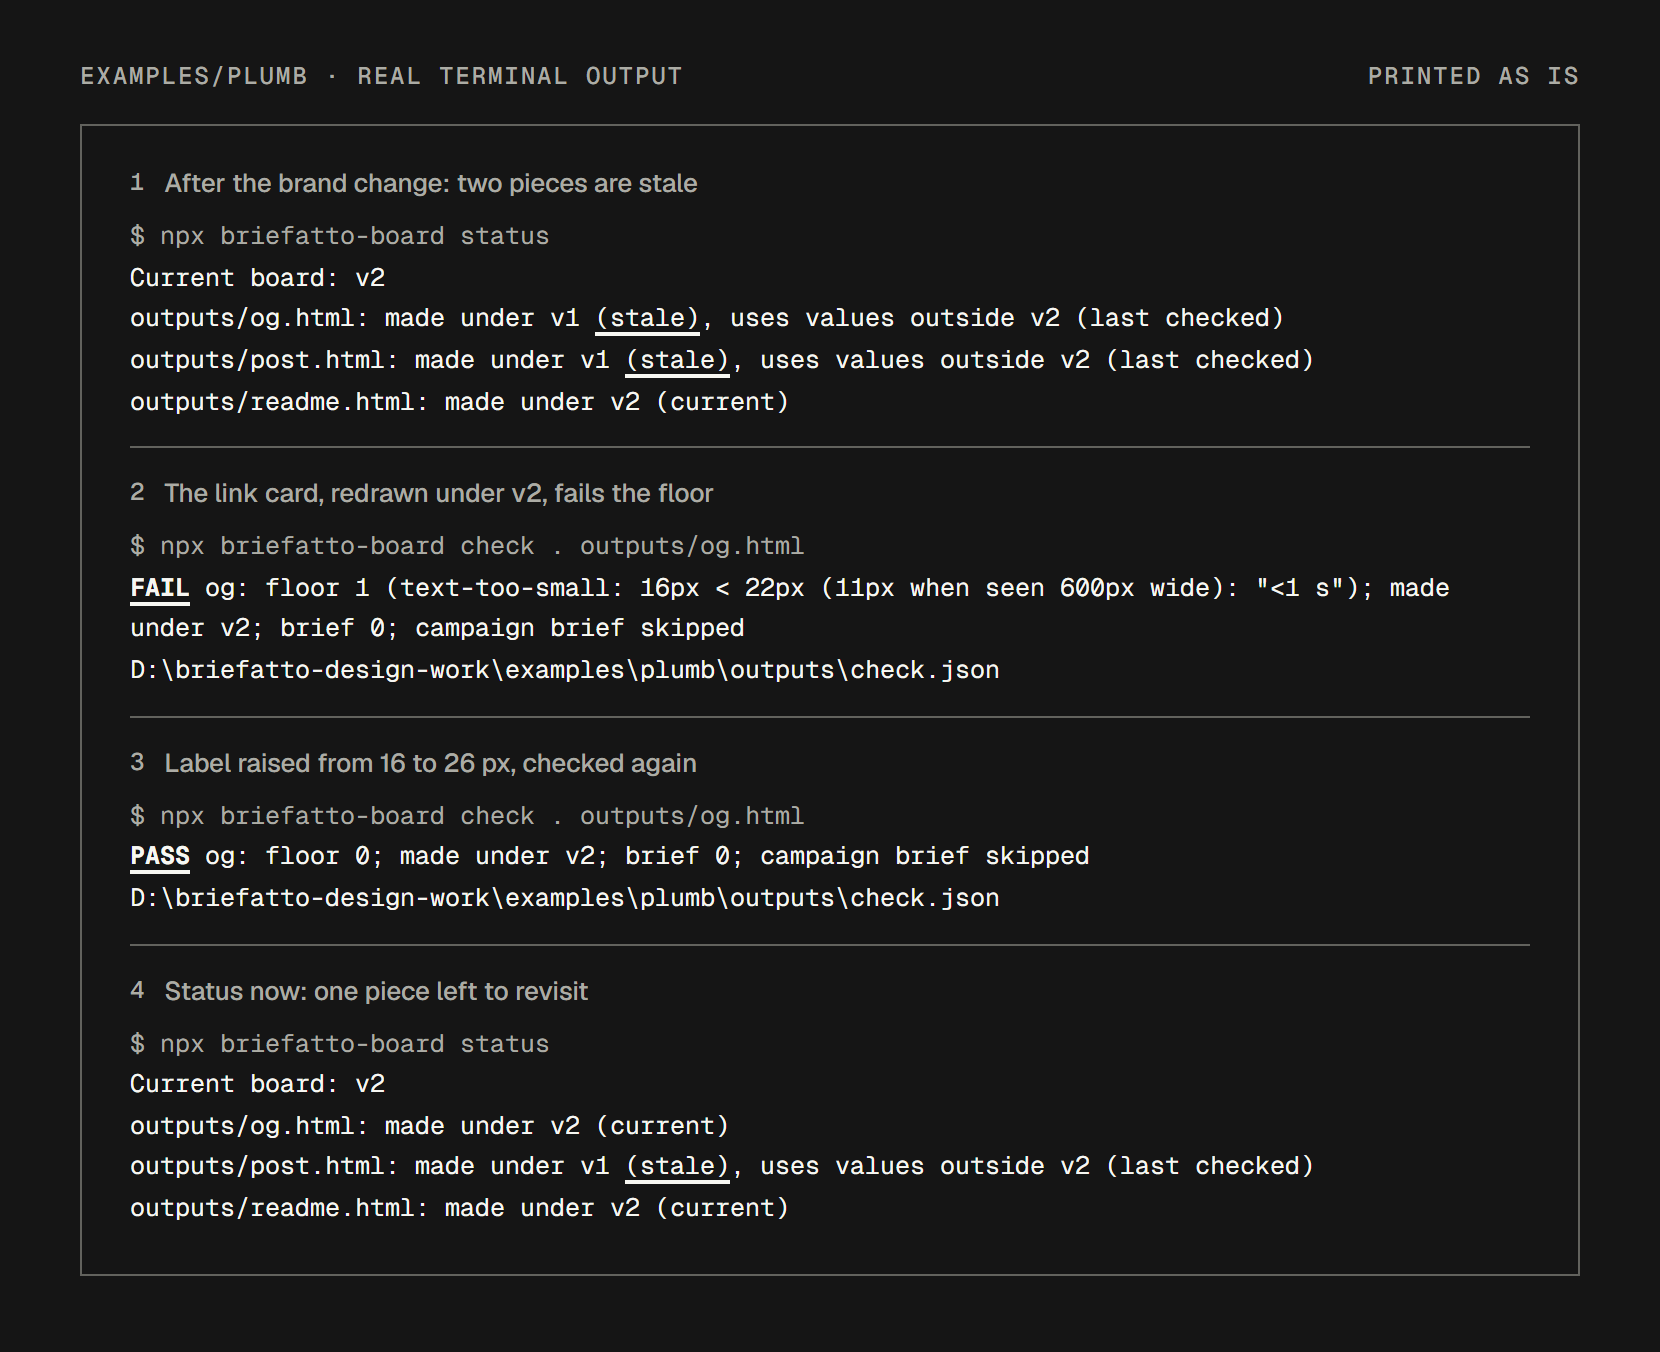 EXAMPLES/PLUMB · REAL TERMINAL OUTPUT
PRINTED AS IS
1 After the brand change: two pieces are stale
$ npx briefatto-board status
Current board: v2
outputs/og.html: made under v1 (stale), uses values outside v2 (last checked)
outputs/post.html: made under v1 (stale), uses values outside v2 (last checked)
outputs/readme.html: made under v2 (current)
2 The link card, redrawn under v2, fails the floor
$ npx briefatto-board check . outputs/og.html
FAIL og: floor 1 (text-too-small: 16px < 22px (11px when seen 600px wide): "<1 s"); made
under v2; brief 0; campaign brief skipped
D:\briefatto-design-work\examples\plumb\outputs\check.json
3 Label raised from 16 to 26 px, checked again
$ npx briefatto-board check . outputs/og.html
PASS og: floor 0; made under v2; brief 0; campaign brief skipped
D:\briefatto-design-work\examples\plumb\outputs\check.json
4 Status now: one piece left to revisit
$ npx briefatto-board status
Current board: v2
outputs/og.html: made under v2 (current)
outputs/post.html: made under v1 (stale), uses values outside v2 (last checked)
outputs/readme.html: made under v2 (current)